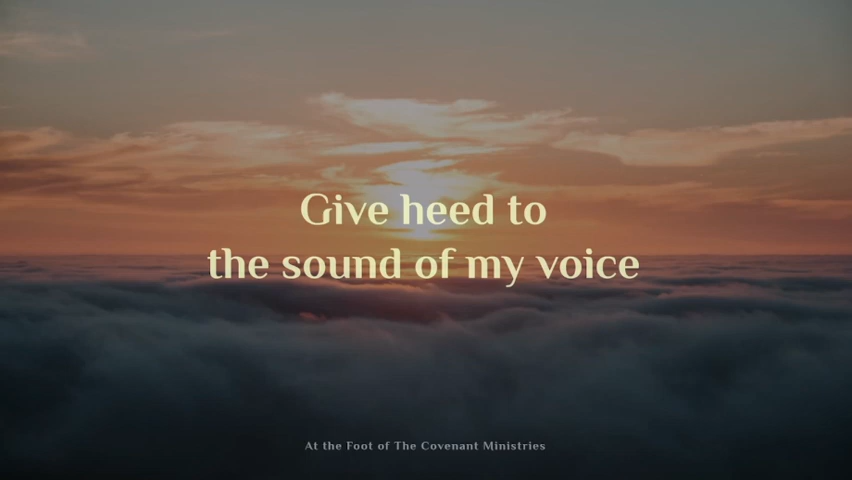 Give heed to
the sound of my voice
At the Foot of The Covenant Ministries